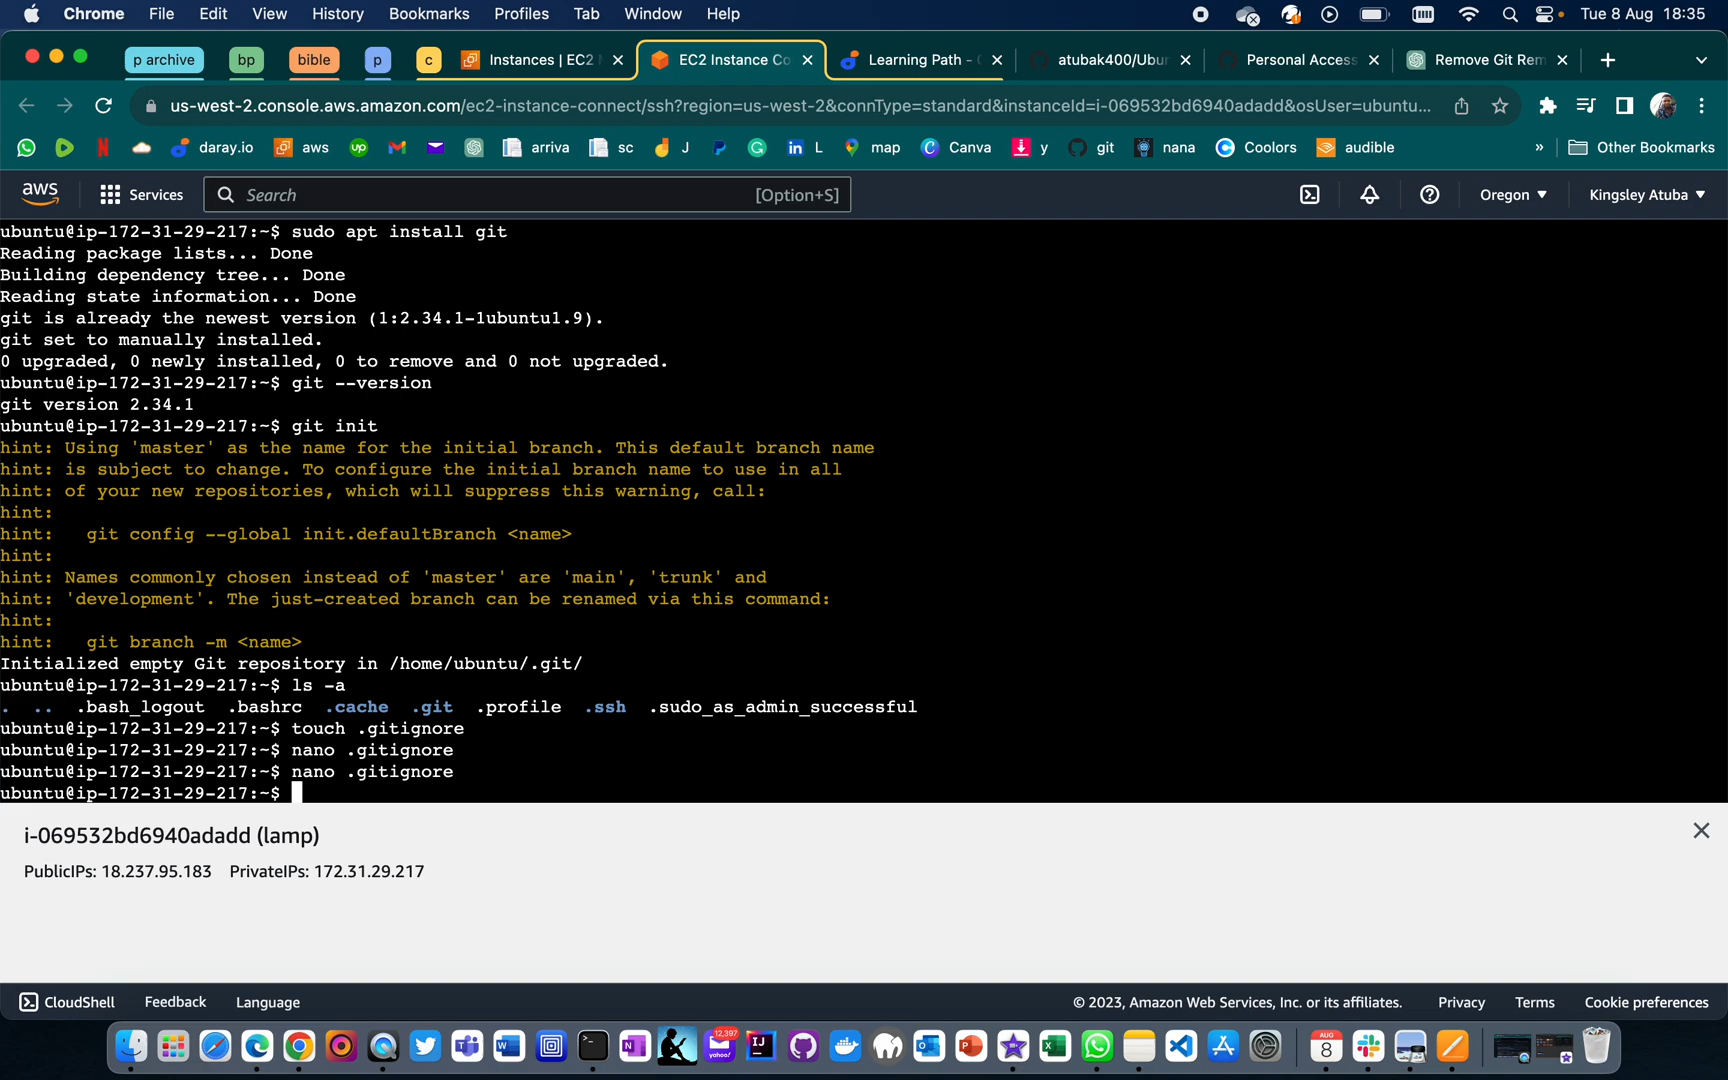 Chrome File Edit View History Bookmarks Profiles Tab Window Help Tue 8 Aug 18:35
p archive bp bible p c Instances | EC2 EC2 Instance Co Learning Path - atubak400/Ubu Personal Access Remove Git Rem
us-west-2.console.aws.amazon.com/ec2-instance-connect/ssh?region=us-west-2&connType=standard&instanceId=i-069532bd6940adadd&osUser=ubuntu...
daray.io aws up arriva sc J L map Canva y git nana Coolors audible » Other Bookmarks
aws Services Search [Option+S] Oregon Kingsley Atuba
ubuntu@ip-172-31-29-217:~$ sudo apt install git
Reading package lists... Done
Building dependency tree... Done
Reading state information... Done
git is already the newest version (1:2.34.1-1ubuntu1.9).
git set to manually installed.
0 upgraded, 0 newly installed, 0 to remove and 0 not upgraded.
ubuntu@ip-172-31-29-217:~$ git --version
git version 2.34.1
ubuntu@ip-172-31-29-217:~$ git init
hint: Using 'master' as the name for the initial branch. This default branch name
hint: is subject to change. To configure the initial branch name to use in all
hint: of your new repositories, which will suppress this warning, call:
hint:
hint:   git config --global init.defaultBranch <name>
hint:
hint: Names commonly chosen instead of 'master' are 'main', 'trunk' and
hint: 'development'. The just-created branch can be renamed via this command:
hint:
hint:   git branch -m <name>
Initialized empty Git repository in /home/ubuntu/.git/
ubuntu@ip-172-31-29-217:~$ ls -a
.  ..  .bash_logout  .bashrc  .cache  .git  .profile  .ssh  .sudo_as_admin_successful
ubuntu@ip-172-31-29-217:~$ touch .gitignore
ubuntu@ip-172-31-29-217:~$ nano .gitignore
ubuntu@ip-172-31-29-217:~$ nano .gitignore
ubuntu@ip-172-31-29-217:~$
i-069532bd6940adadd (lamp)
PublicIPs: 18.237.95.183 PrivateIPs: 172.31.29.217
CloudShell Feedback Language © 2023, Amazon Web Services, Inc. or its affiliates. Privacy Terms Cookie preferences
12,397 yahoo! AUG 8